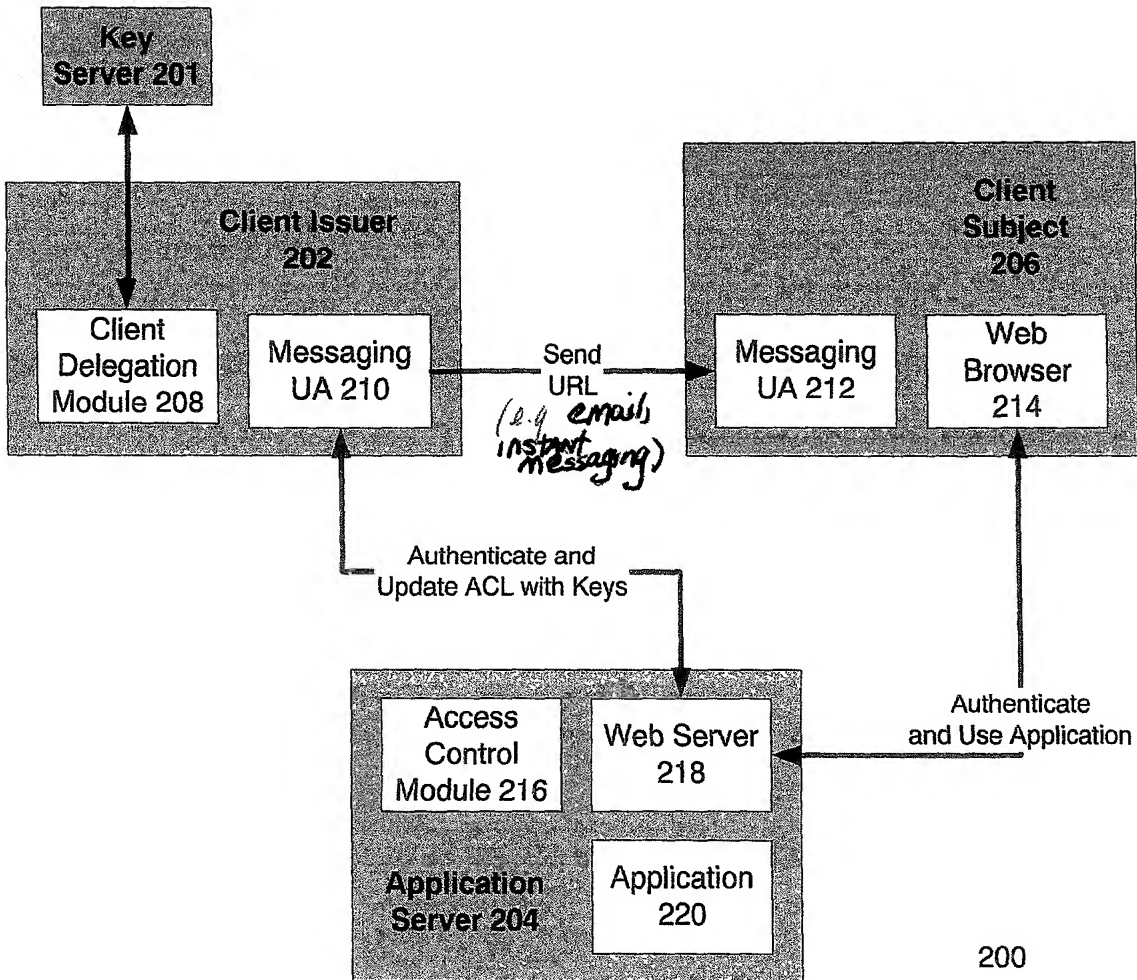 Key
Server 201
Client Issuer
202
Client
Subject
206
Client
Delegation
Module 208
Messaging
UA 210
Send
URL
(e.g email,
instant
messaging)
Messaging
UA 212
Web
Browser
214
Authenticate and
Update ACL with Keys
Access
Control
Module 216
Web Server
218
Authenticate
and Use Application
Application
Server 204
Application
220
200